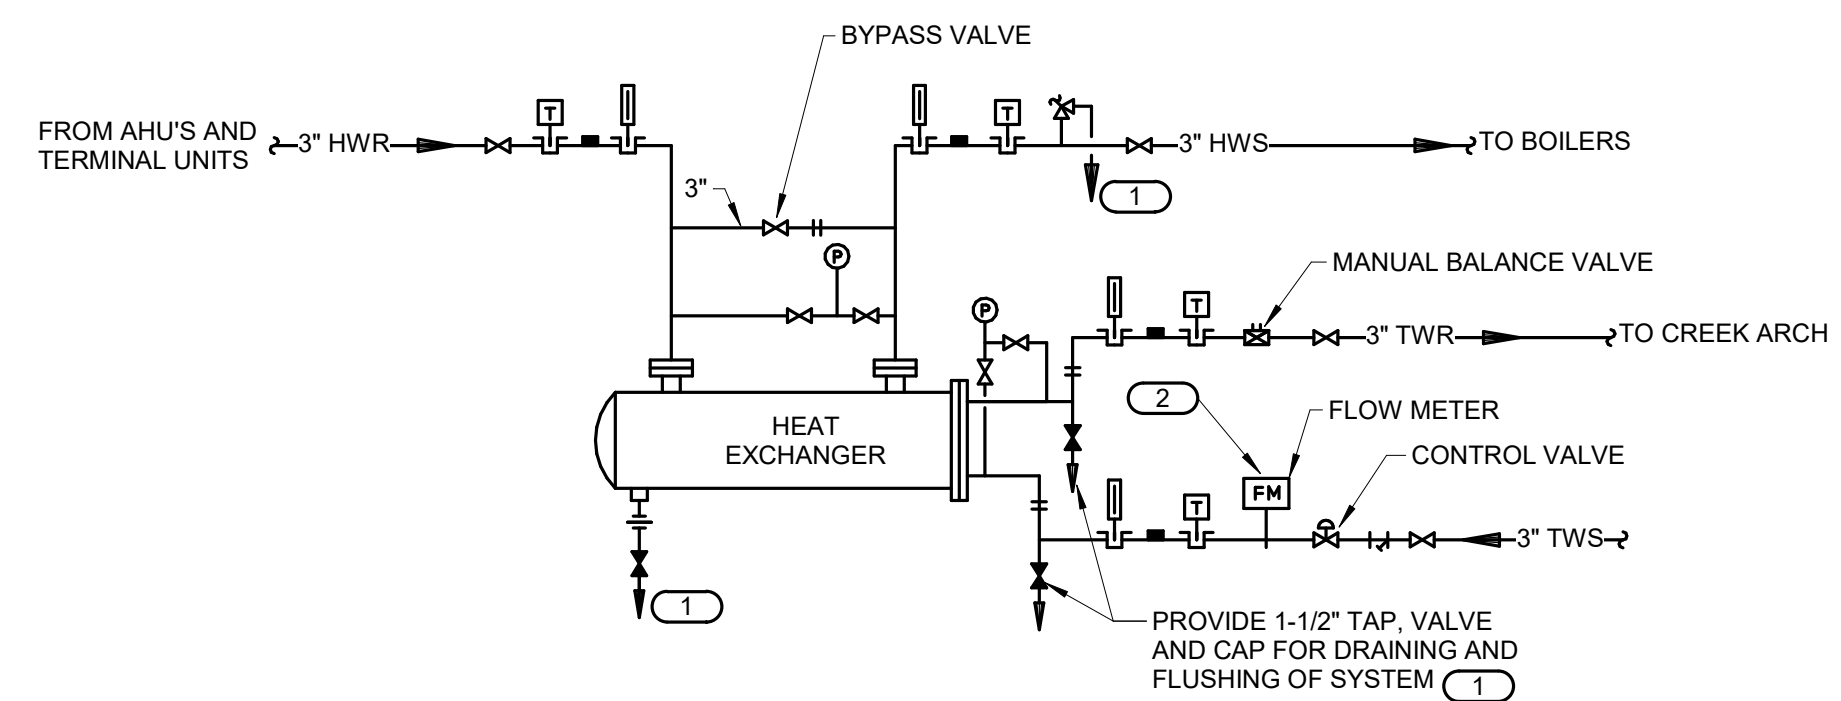 BYPASS VALVE
T
T
FROM AHU'S AND
TERMINAL UNITS
3" HWR
3" HWS
TO BOILERS
3"
1
P
MANUAL BALANCE VALVE
P
T
3" TWR
TO CREEK ARCH
2
FLOW METER
HEAT
EXCHANGER
CONTROL VALVE
T
FM
3" TWS
1
PROVIDE 1-1/2" TAP, VALVE
AND CAP FOR DRAINING AND
FLUSHING OF SYSTEM 1